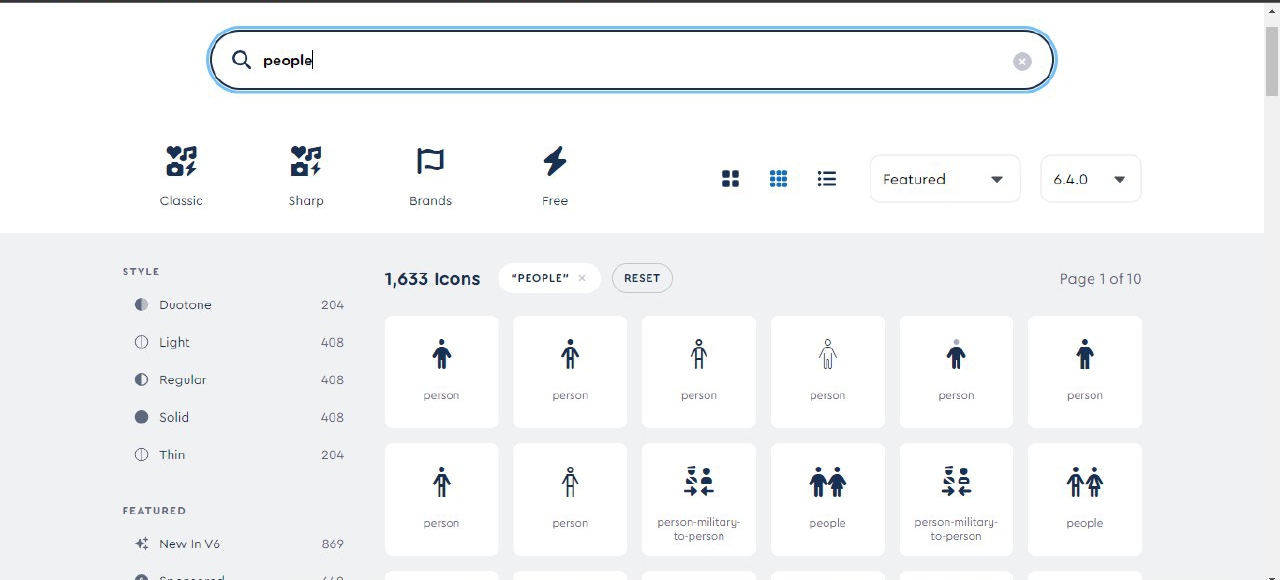 people
Classic
Sharp
Brands
Free
Featured
6.4.0
STYLE
Duotone 204
Light 408
Regular 408
Solid 408
Thin 204
FEATURED
New In V6 869
1,633 Icons "PEOPLE" × RESET Page 1 of 10
person person person person person person
person person person-military-to-person people person-military-to-person people